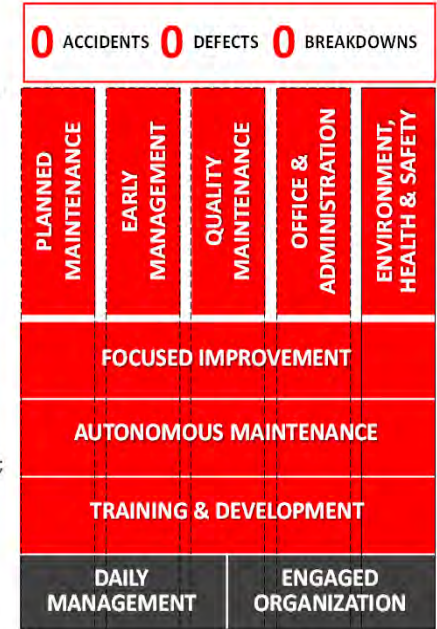 0 ACCIDENTS 0 DEFECTS 0 BREAKDOWNS
PLANNED
MAINTENANCE
EARLY
MANAGEMENT
QUALITY
MAINTENANCE
OFFICE &
ADMINISTRATION
ENVIRONMENT,
HEALTH & SAFETY
FOCUSED IMPROVEMENT
AUTONOMOUS MAINTENANCE
TRAINING & DEVELOPMENT
DAILY
MANAGEMENT
ENGAGED
ORGANIZATION